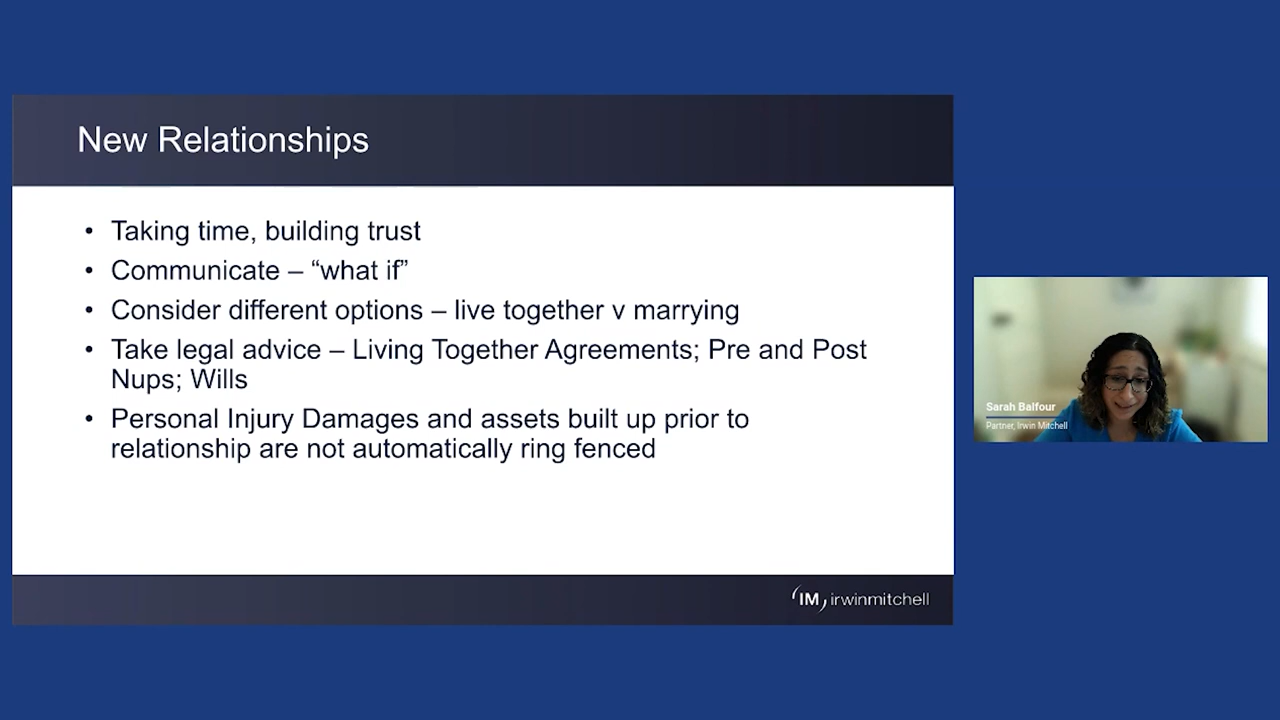 New Relationships
• Taking time, building trust
• Communicate – “what if”
• Consider different options – live together v marrying
• Take legal advice – Living Together Agreements; Pre and Post
Nups; Wills
• Personal Injury Damages and assets built up prior to
relationship are not automatically ring fenced
Sarah Balfour
Partner, Irwin Mitchell
IM irwinmitchell